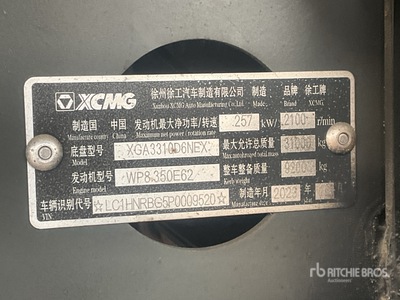 XCMG 徐州徐工汽车制造有限公司 制造 品牌 徐工牌
Xuzhou XCMG Auto Manufacturing Co.,Ltd. Made Brand XCMG
制造国 中国 发动机最大净功率/转速 257 kW/ 2100 r/min
Manufacture county China Maximum net power / rotation rate
底盘型号 XGA3310D6NEX 最大允许总质量 31000 kg
Model Max authorized total mass
发动机型号 WP8.350E62 整车整备质量 kg
Engine model Kerb weight
车辆识别代号 LC1HNRBG5P0009520 制造年月 2023
VIN Manufacture Date
rb RITCHIE BROS.
Auctioneers